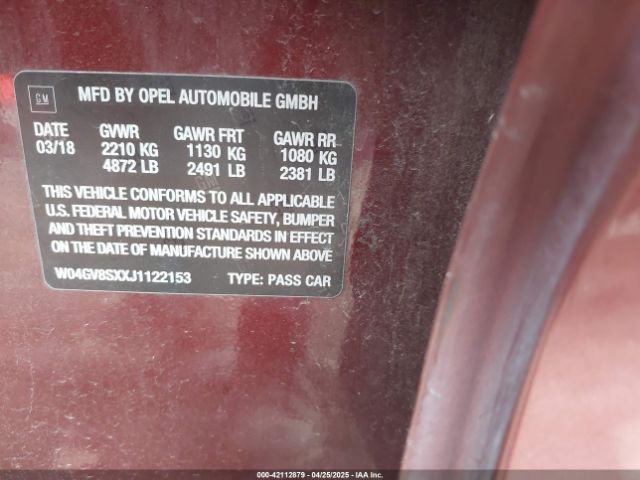 GM
MFD BY OPEL AUTOMOBILE GMBH
DATE GVWR GAWR FRT GAWR RR
03/18 2210 KG 1130 KG 1080 KG
4872 LB 2491 LB 2381 LB
THIS VEHICLE CONFORMS TO ALL APPLICABLE
U.S. FEDERAL MOTOR VEHICLE SAFETY, BUMPER
AND THEFT PREVENTION STANDARDS IN EFFECT
ON THE DATE OF MANUFACTURE SHOWN ABOVE
W04GV8SXXJ1122153 TYPE: PASS CAR
000-42112879 - 04/25/2025 - IAA Inc.